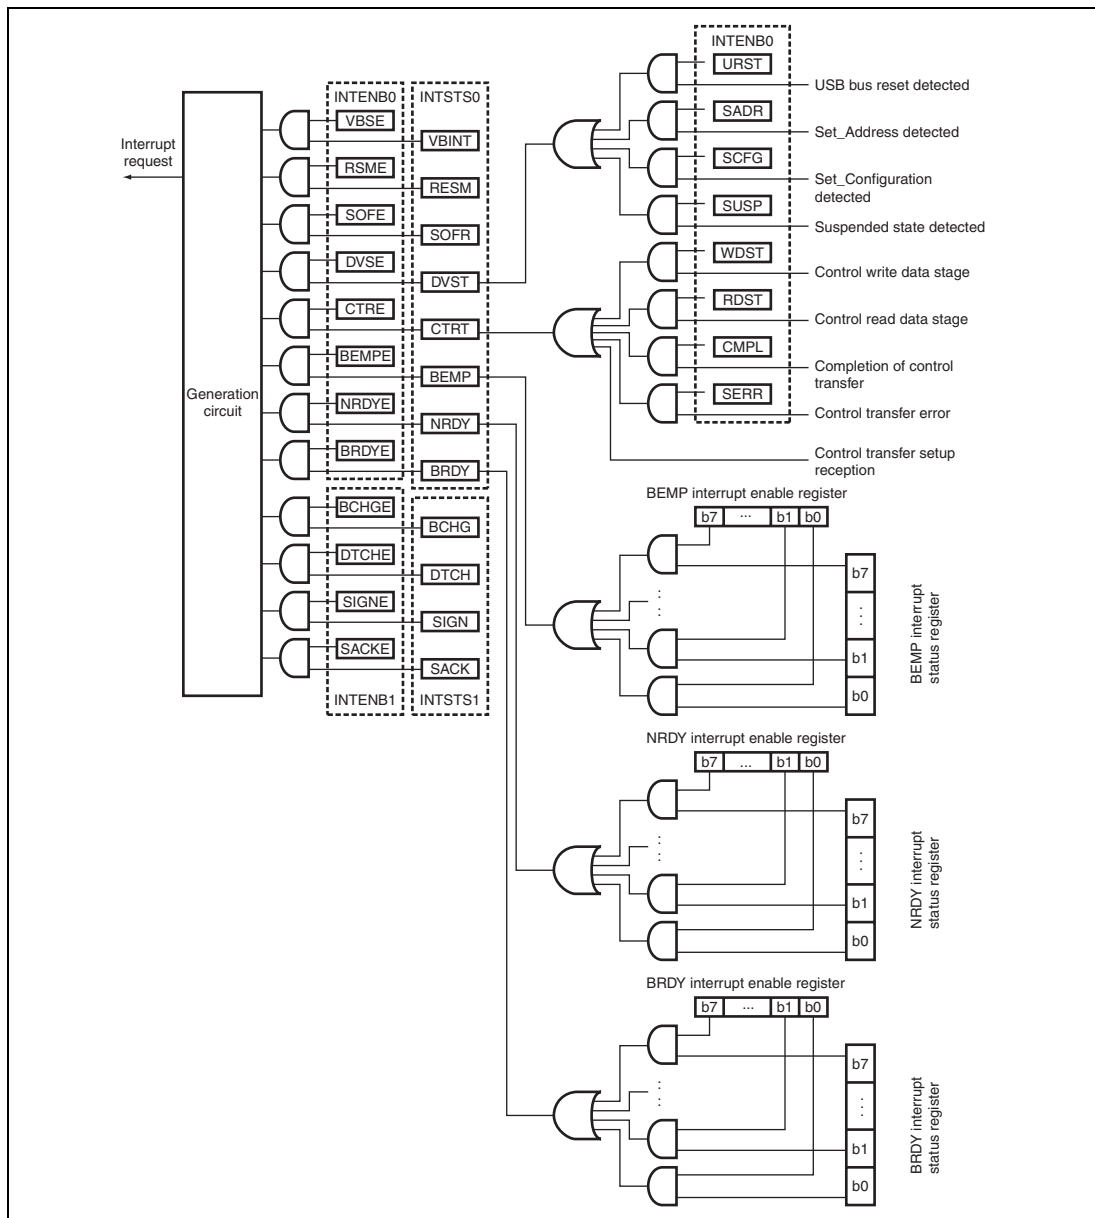 Interrupt
request
Generation
circuit
INTENB0
VBSE
RSME
SOFE
DVSE
CTRE
BEMPE
NRDYE
BRDYE
BCHGE
DTCHE
SIGNE
SACKE
INTENB1
INTSTS0
VBINT
RESM
SOFR
DVST
CTRT
BEMP
NRDY
BRDY
BCHG
DTCH
SIGN
SACK
INTSTS1
INTENB0
URST
USB bus reset detected
SADR
Set_Address detected
SCFG
Set_Configuration
detected
SUSP
Suspended state detected
WDST
Control write data stage
RDST
Control read data stage
CMPL
Completion of control
transfer
SERR
Control transfer error
Control transfer setup
reception
BEMP interrupt enable register
b7 ... b1 b0
b7
b1
b0
BEMP interrupt
status register
NRDY interrupt enable register
b7 ... b1 b0
b7
b1
b0
NRDY interrupt
status register
BRDY interrupt enable register
b7 ... b1 b0
b7
b1
b0
BRDY interrupt
status register